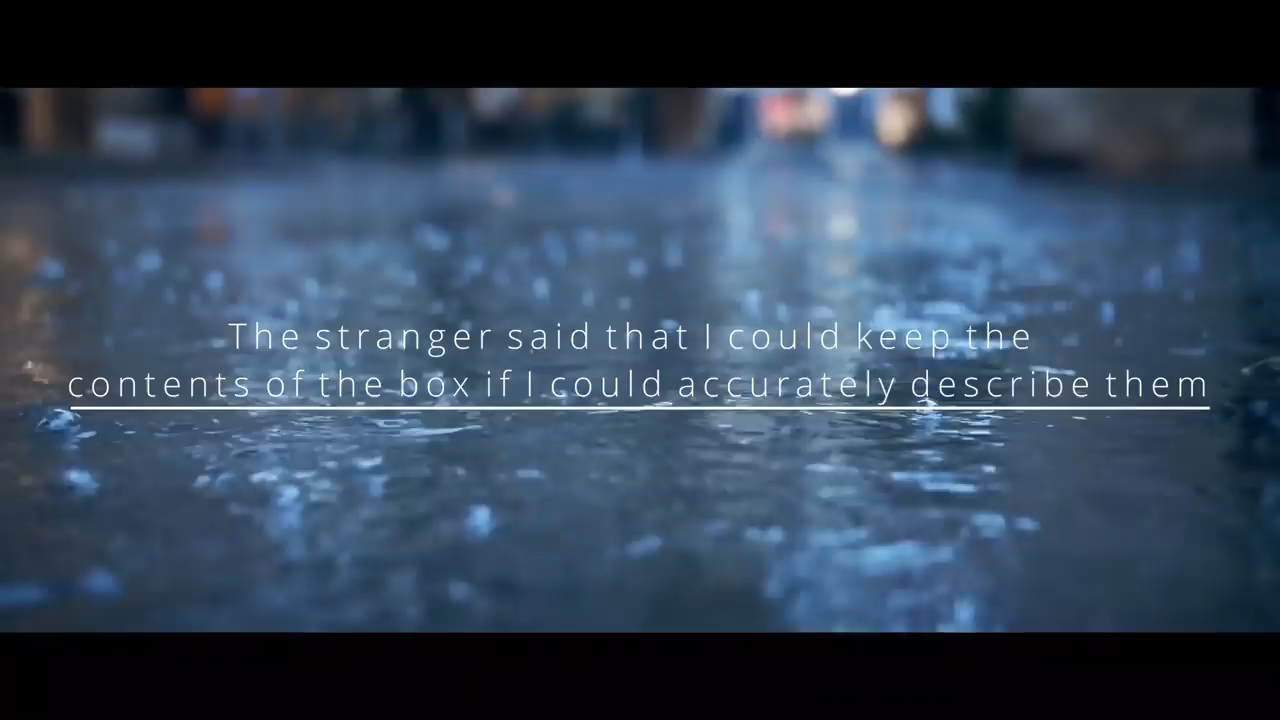 The stranger said that I could keep the
contents of the box if I could accurately describe them